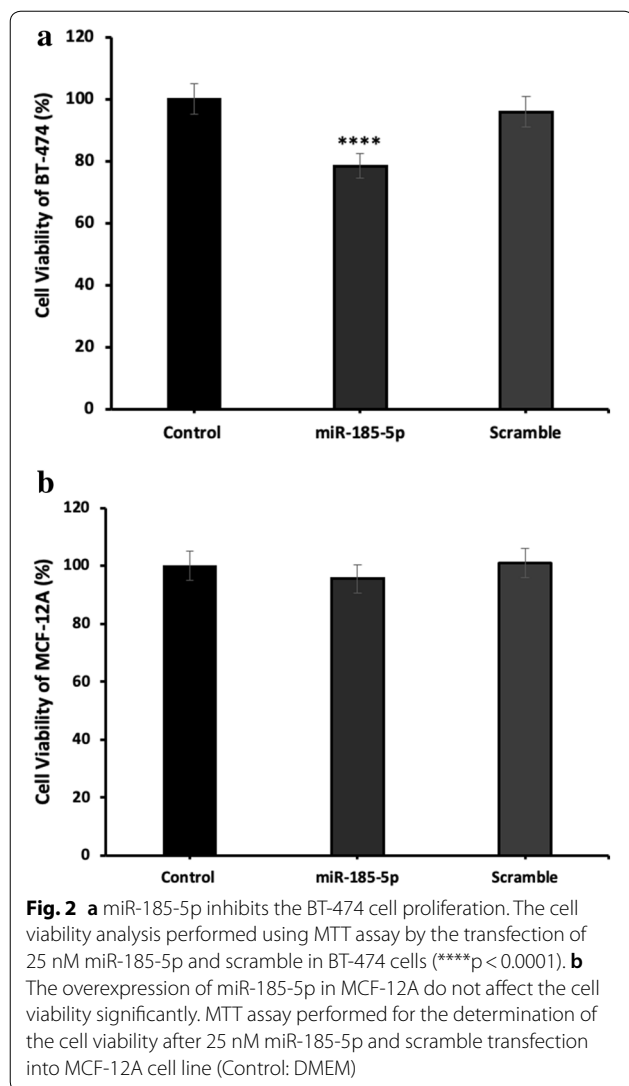 a
120
100
80
60
40
20
0
Cell Viability of BT-474 (%)
****
Control miR-185-5p Scramble
b
120
100
80
60
40
20
0
Cell Viability of MCF-12A (%)
Control miR-185-5p Scramble
Fig. 2 a miR-185-5p inhibits the BT-474 cell proliferation. The cell
viability analysis performed using MTT assay by the transfection of
25 nM miR-185-5p and scramble in BT-474 cells (****p < 0.0001). b
The overexpression of miR-185-5p in MCF-12A do not affect the cell
viability significantly. MTT assay performed for the determination of
the cell viability after 25 nM miR-185-5p and scramble transfection
into MCF-12A cell line (Control: DMEM)